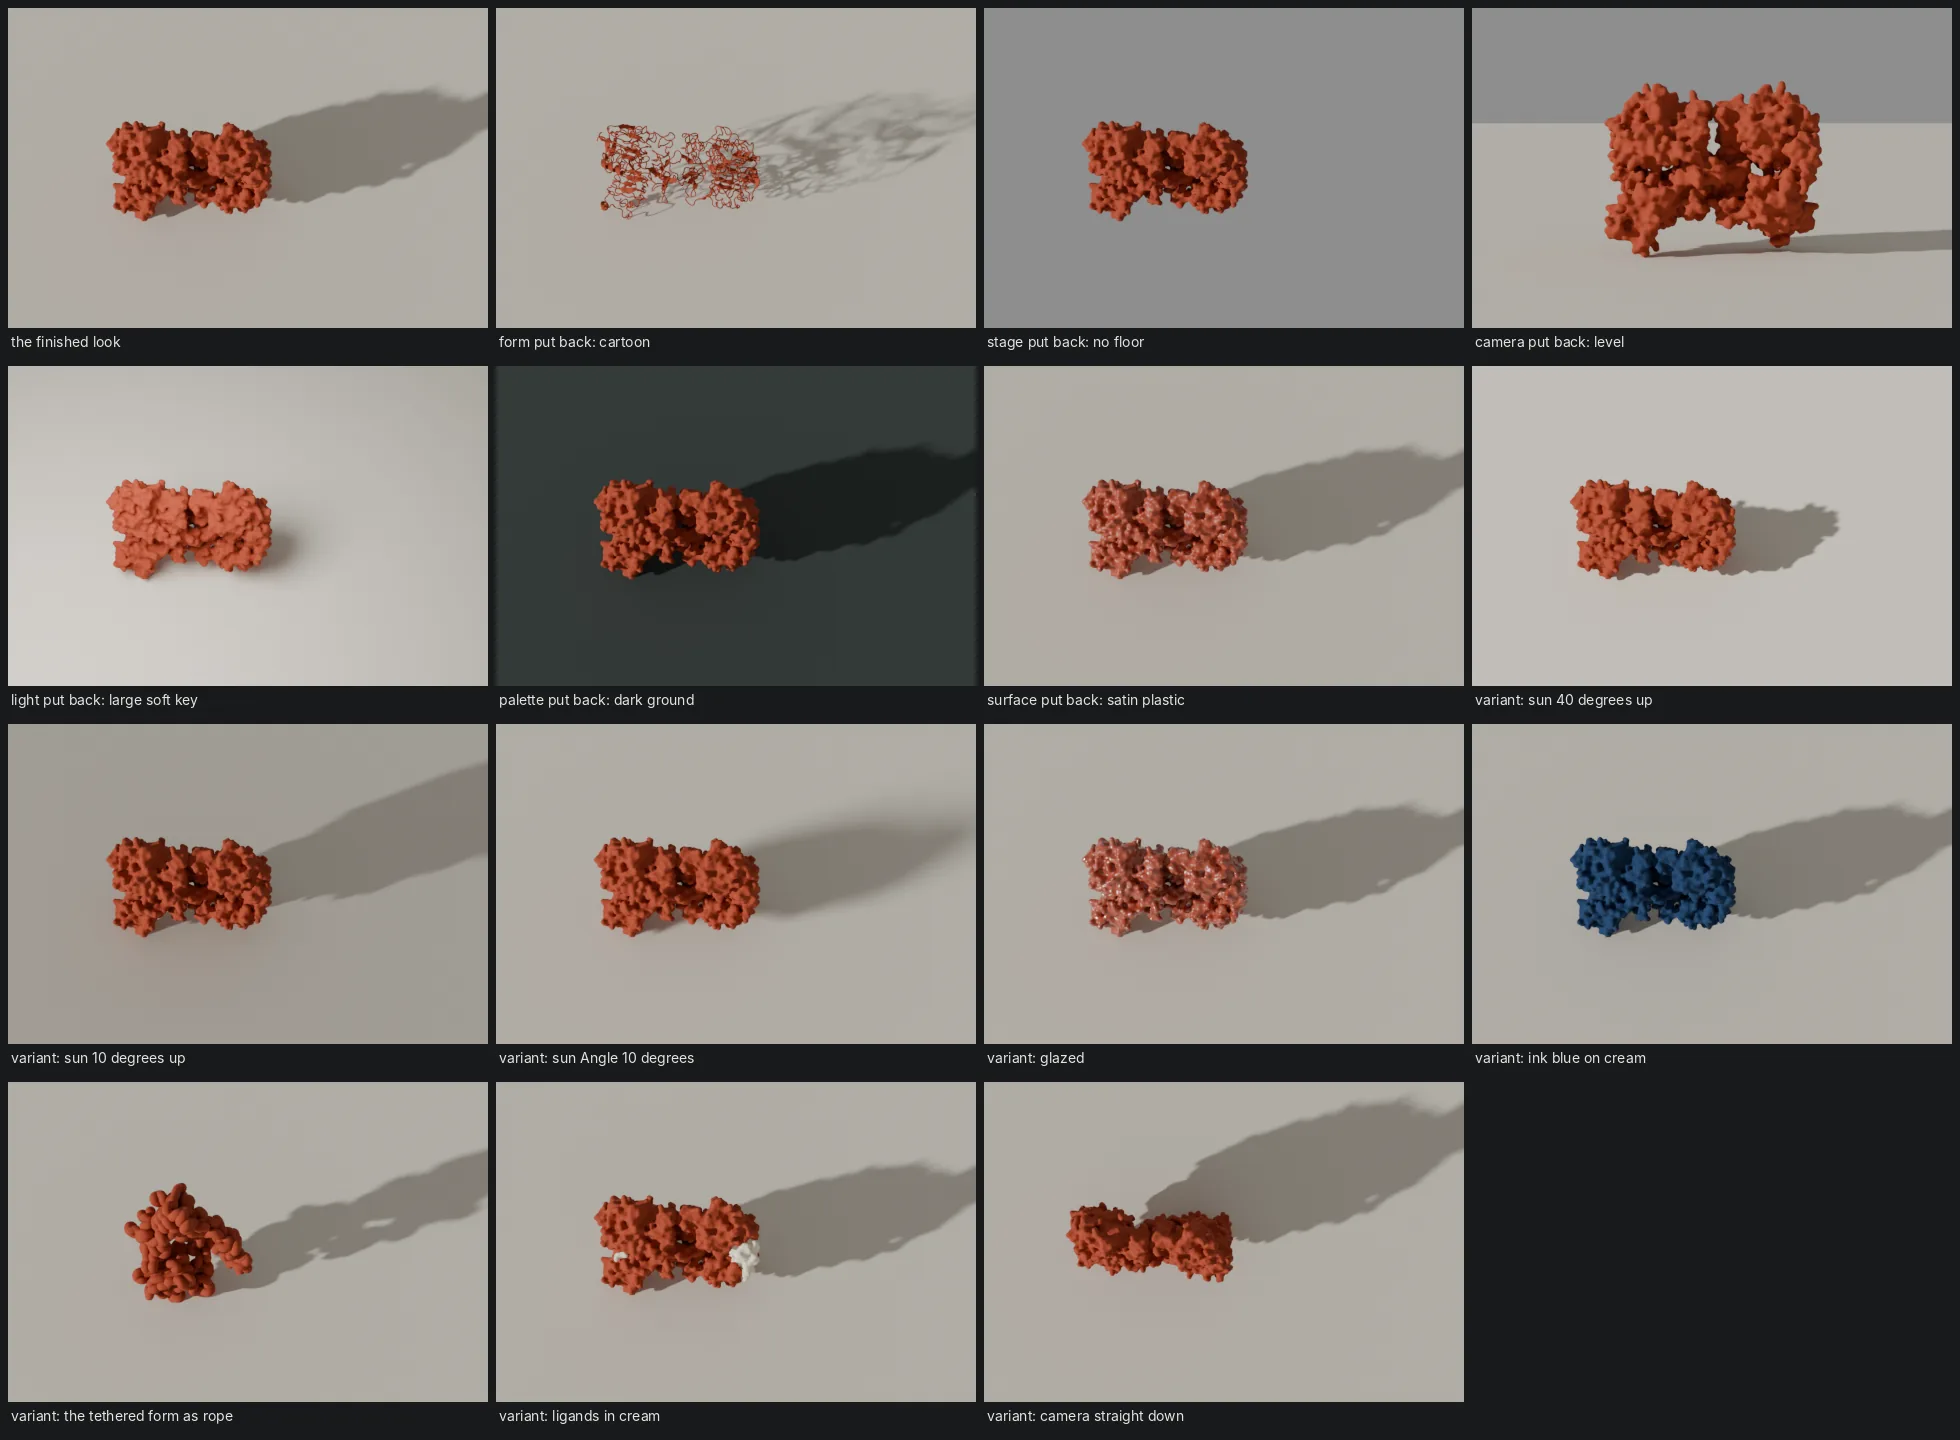 the finished look
form put back: cartoon
stage put back: no floor
camera put back: level
light put back: large soft key
palette put back: dark ground
surface put back: satin plastic
variant: sun 40 degrees up
variant: sun 10 degrees up
variant: sun Angle 10 degrees
variant: glazed
variant: ink blue on cream
variant: the tethered form as rope
variant: ligands in cream
variant: camera straight down